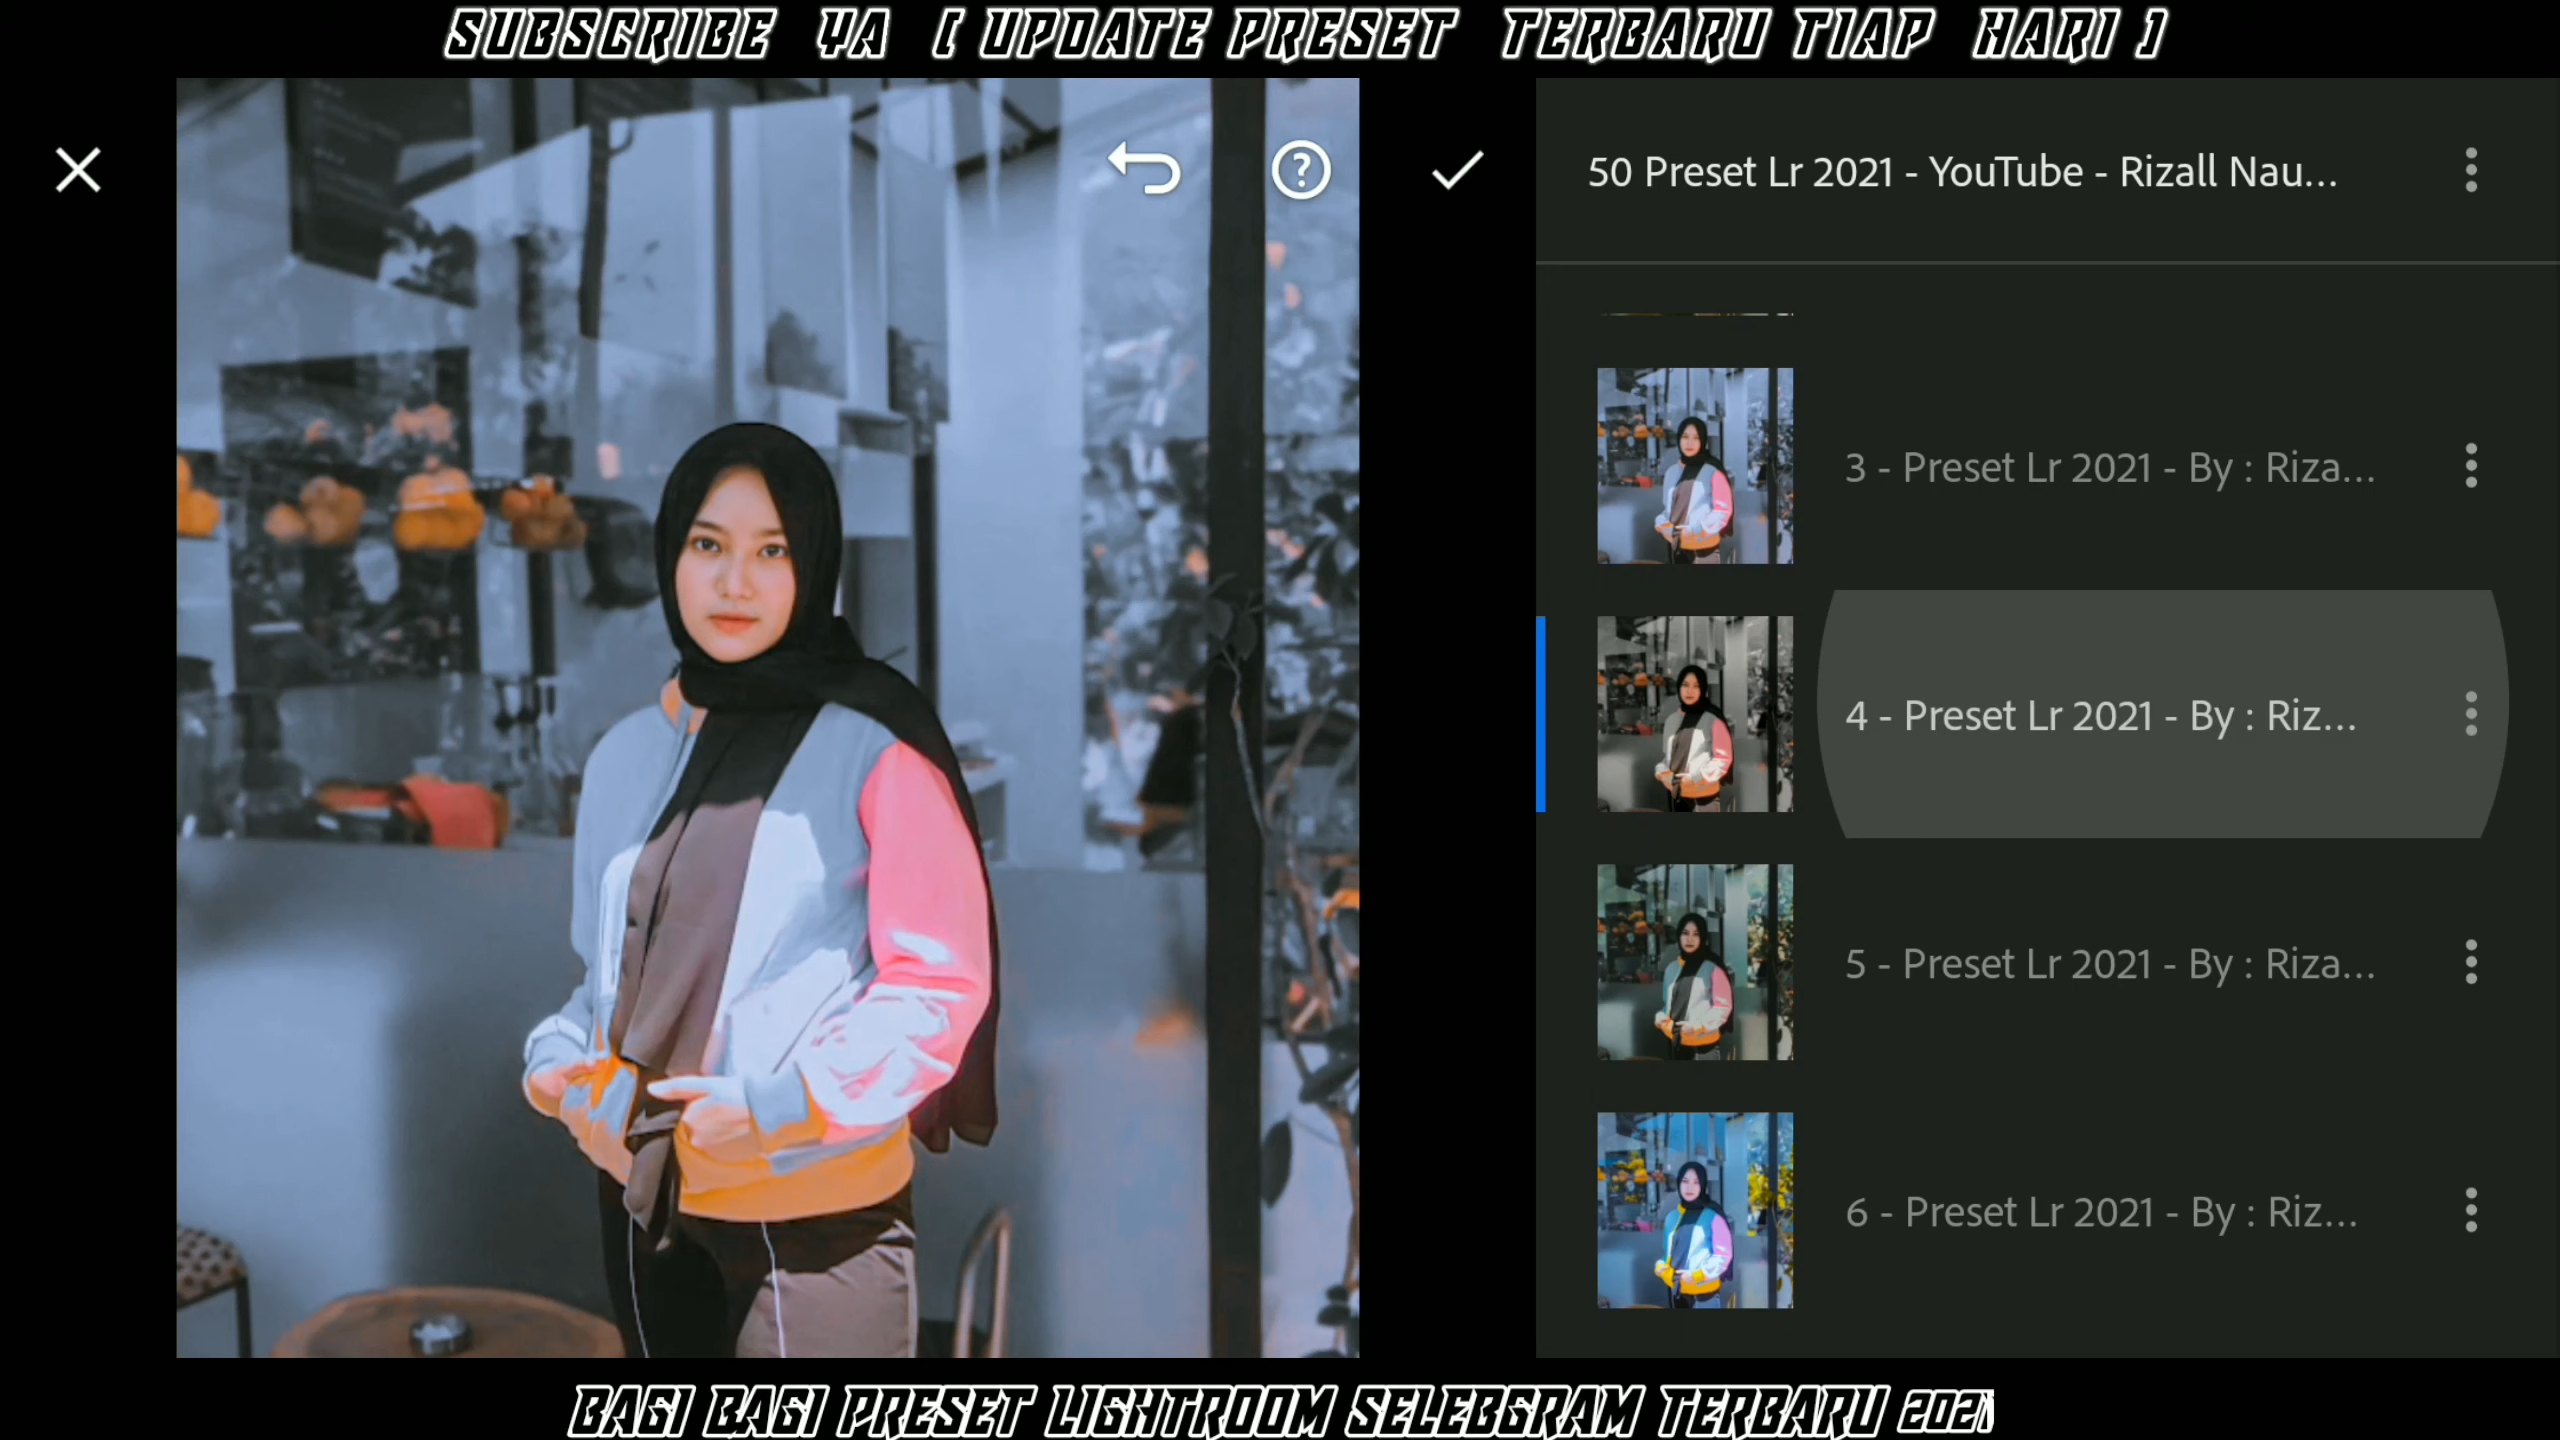 SUBSCRIBE YA [ UPDATE PRESET TERBARU TIAP HARI ]
50 Preset Lr 2021 - YouTube - Rizall Nau...
3 - Preset Lr 2021 - By : Riza...
4 - Preset Lr 2021 - By : Riz...
5 - Preset Lr 2021 - By : Riza...
6 - Preset Lr 2021 - By : Riz...
BAGI BAGI PRESET LIGHTROOM SELEBGRAM TERBARU 2021